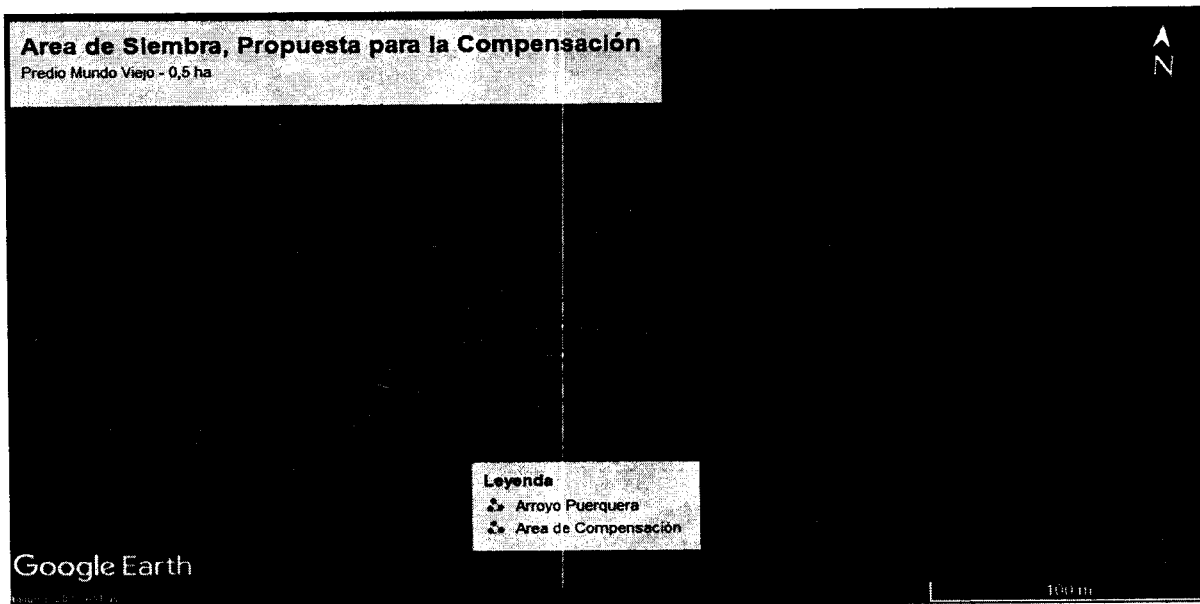 Area de Siembra, Propuesta para la Compensación
Predio Mundo Viejo - 0,5 ha
N
Leyenda
Arroyo Puerquera
Area de Compensación
Google Earth
100 m